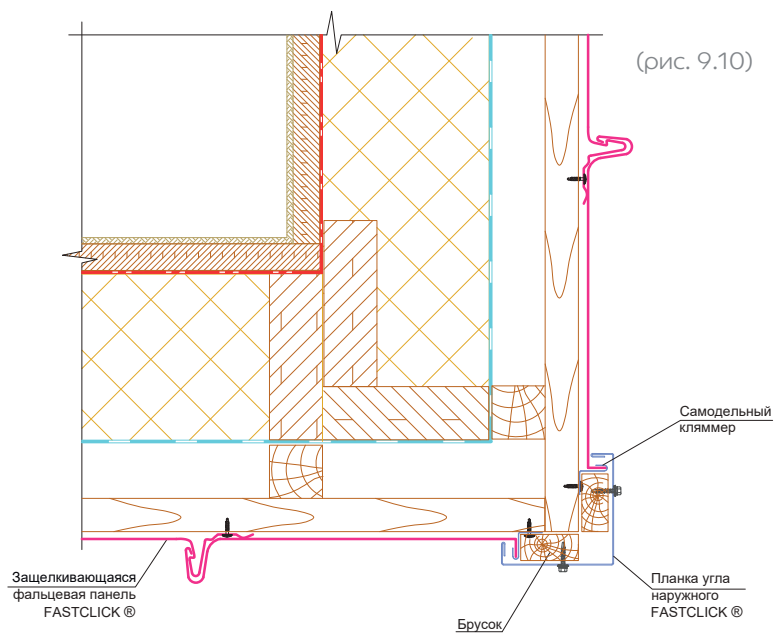 (рис. 9.10)
Самодельный
кляммер
Защелкивающаяся
фальцевая панель
FASTCLICK ®
Планка угла
наружного
FASTCLICK ®
Брусок